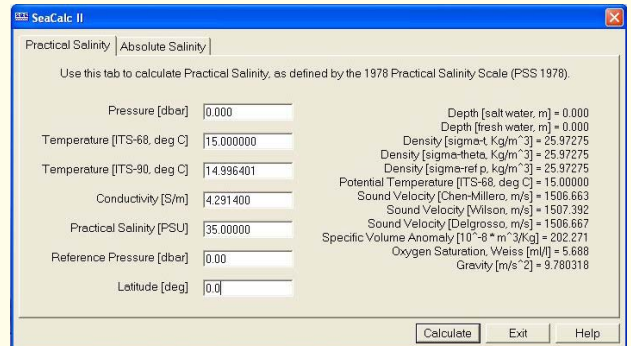 SeaCalc II
Practical Salinity Absolute Salinity
Use this tab to calculate Practical Salinity, as defined by the 1978 Practical Salinity Scale (PSS 1978).
Pressure [dbar] 0.000
Temperature [ITS-68, deg C] 15.000000
Temperature [ITS-90, deg C] 14.996401
Conductivity [S/m] 4.291400
Practical Salinity [PSU] 35.00000
Reference Pressure [dbar] 0.00
Latitude [deg] 0.0
Depth [salt water, m] = 0.000
Depth [fresh water, m] = 0.000
Density [sigma-t, Kg/m^3] = 25.97275
Density [sigma-theta, Kg/m^3] = 25.97275
Density [sigma-ref p, Kg/m^3] = 25.97275
Potential Temperature [ITS-68, deg C] = 15.00000
Sound Velocity [Chen-Millero, m/s] = 1506.663
Sound Velocity [Wilson, m/s] = 1507.392
Sound Velocity [Delgrosso, m/s] = 1506.667
Specific Volume Anomaly [10^-8 * m^3/Kg] = 202.271
Oxygen Saturation, Weiss [ml/l] = 5.688
Gravity [m/s^2] = 9.780318
Calculate Exit Help